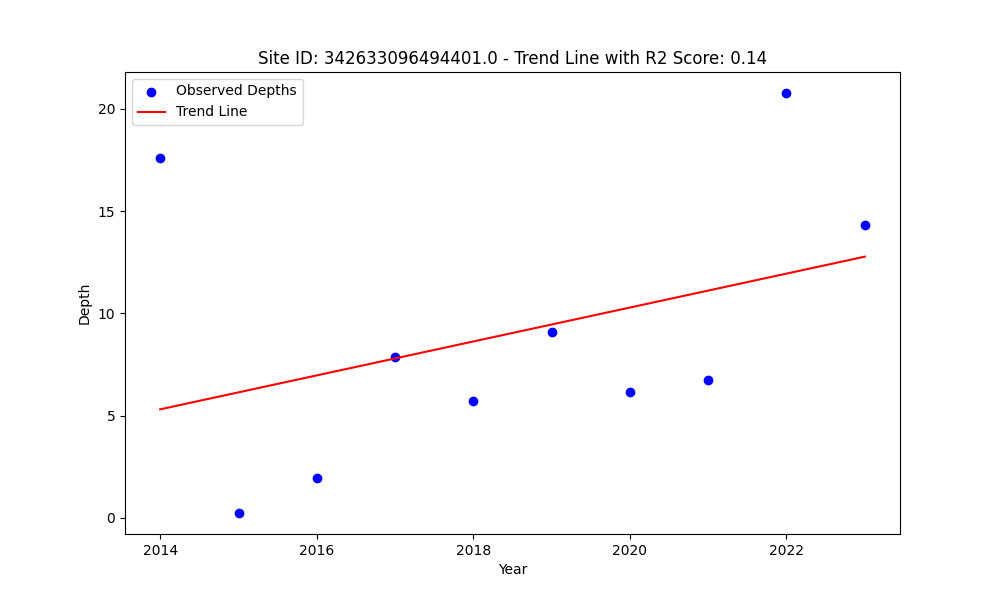 Site ID: 342633096494401.0 - Trend Line with R2 Score: 0.14
Observed Depths
Trend Line
20
15
10
5
0
Depth
2014
2016
2018
2020
2022
Year